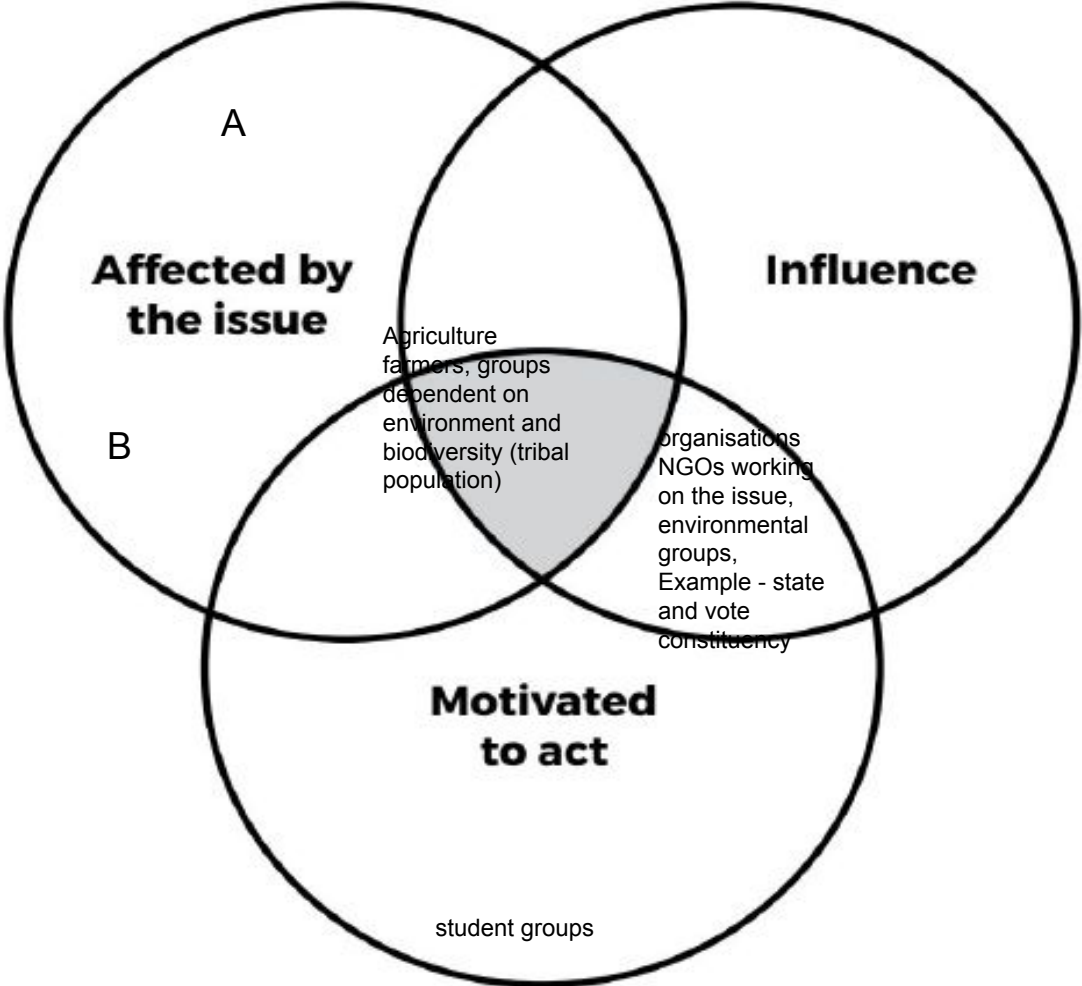 A
Affected by
the issue
Influence
Agriculture
farmers, groups
dependent on
environment and
biodiversity (tribal
population)
B
organisations
NGOs working
on the issue,
environmental
groups,
Example - state
and vote
constituency
Motivated
to act
student groups